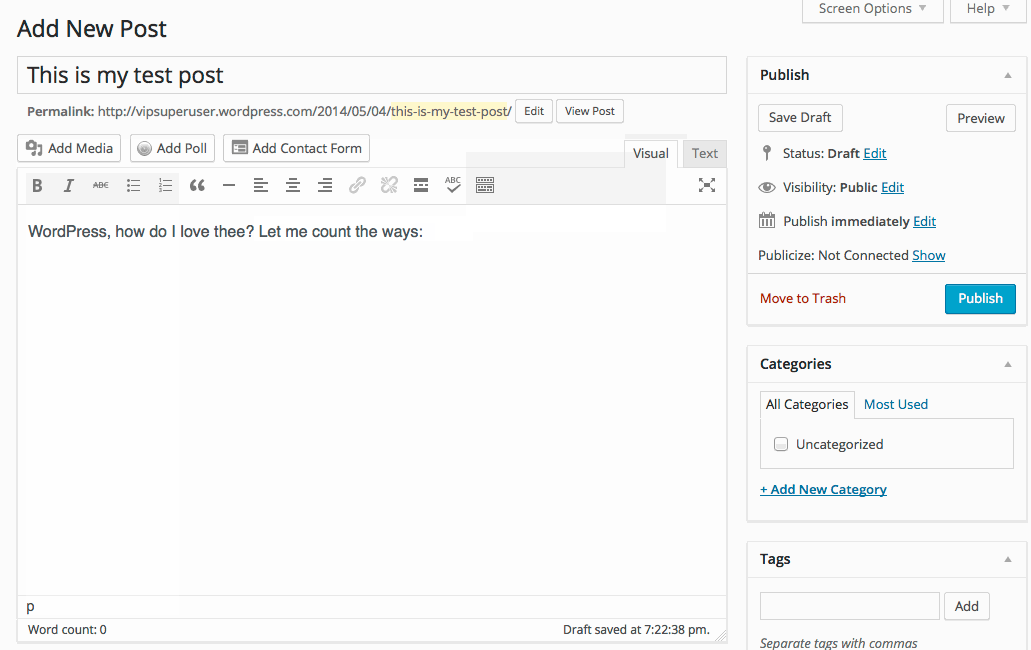 Screen Options
Help
Add New Post
This is my test post
Permalink: http://vipsuperuser.wordpress.com/2014/05/04/this-is-my-test-post/ Edit View Post
Add Media Add Poll Add Contact Form
Visual Text
B I ABC ABC
WordPress, how do I love thee? Let me count the ways:
p
Word count: 0 Draft saved at 7:22:38 pm.
Publish
Save Draft Preview
Status: Draft Edit
Visibility: Public Edit
Publish immediately Edit
Publicize: Not Connected Show
Move to Trash Publish
Categories
All Categories Most Used
Uncategorized
+ Add New Category
Tags
Add
Separate tags with commas